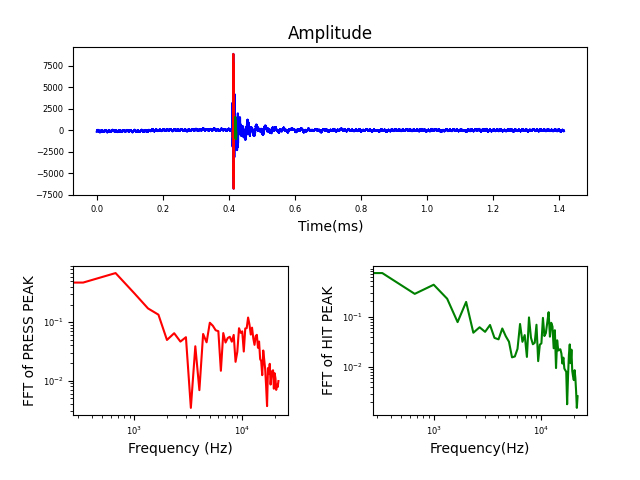 Amplitude
7500
5000
2500
0
−2500
−5000
−7500
0.0 0.2 0.4 0.6 0.8 1.0 1.2 1.4
Time(ms)
FFT of PRESS PEAK
10⁻¹
10⁻²
10³ 10⁴
Frequency (Hz)
FFT of HIT PEAK
10⁻¹
10⁻²
10³ 10⁴
Frequency(Hz)